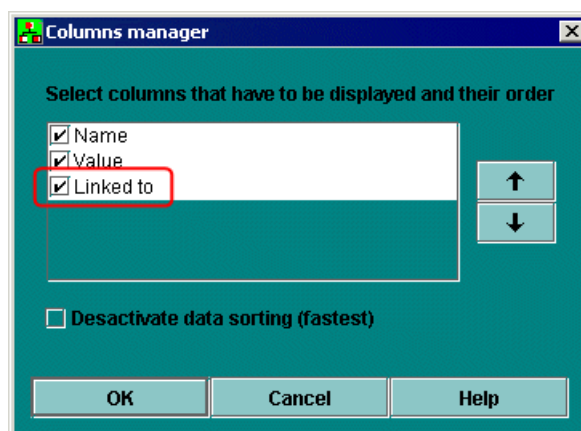 Columns manager
Select columns that have to be displayed and their order
Name
Value
Linked to
Desactivate data sorting (fastest)
OK Cancel Help